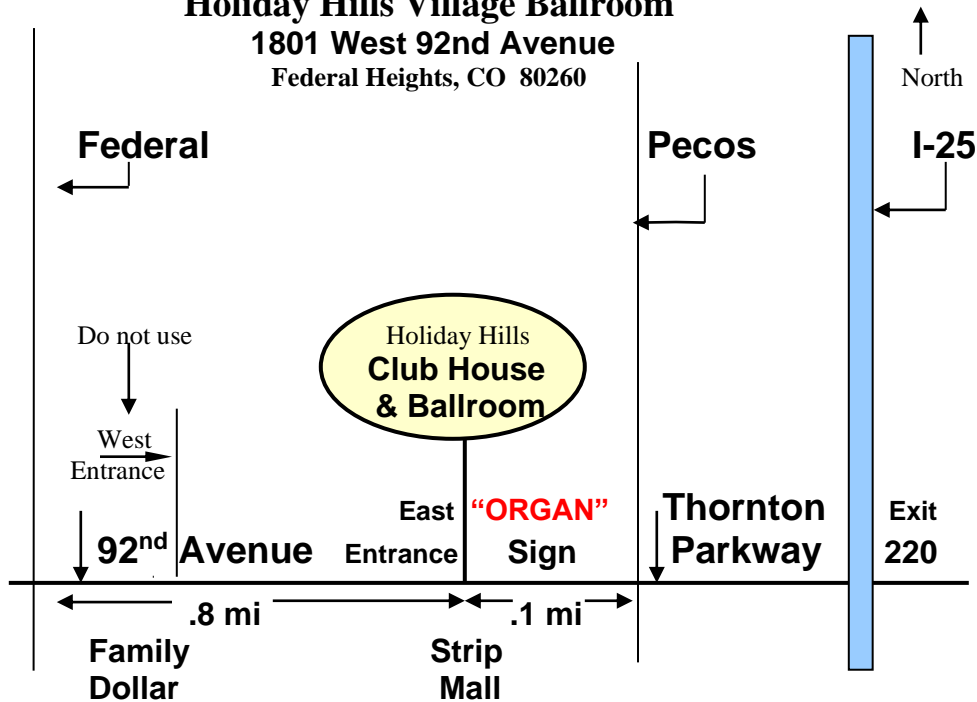 Holiday Hills Village Ballroom
1801 West 92nd Avenue
Federal Heights, CO 80260
North
Federal
Pecos
I-25
Do not use
Holiday Hills
Club House
& Ballroom
West
Entrance
East
"ORGAN"
Thornton
Exit
92nd Avenue
Entrance
Sign
Parkway
220
.8 mi
.1 mi
Family
Dollar
Strip
Mall